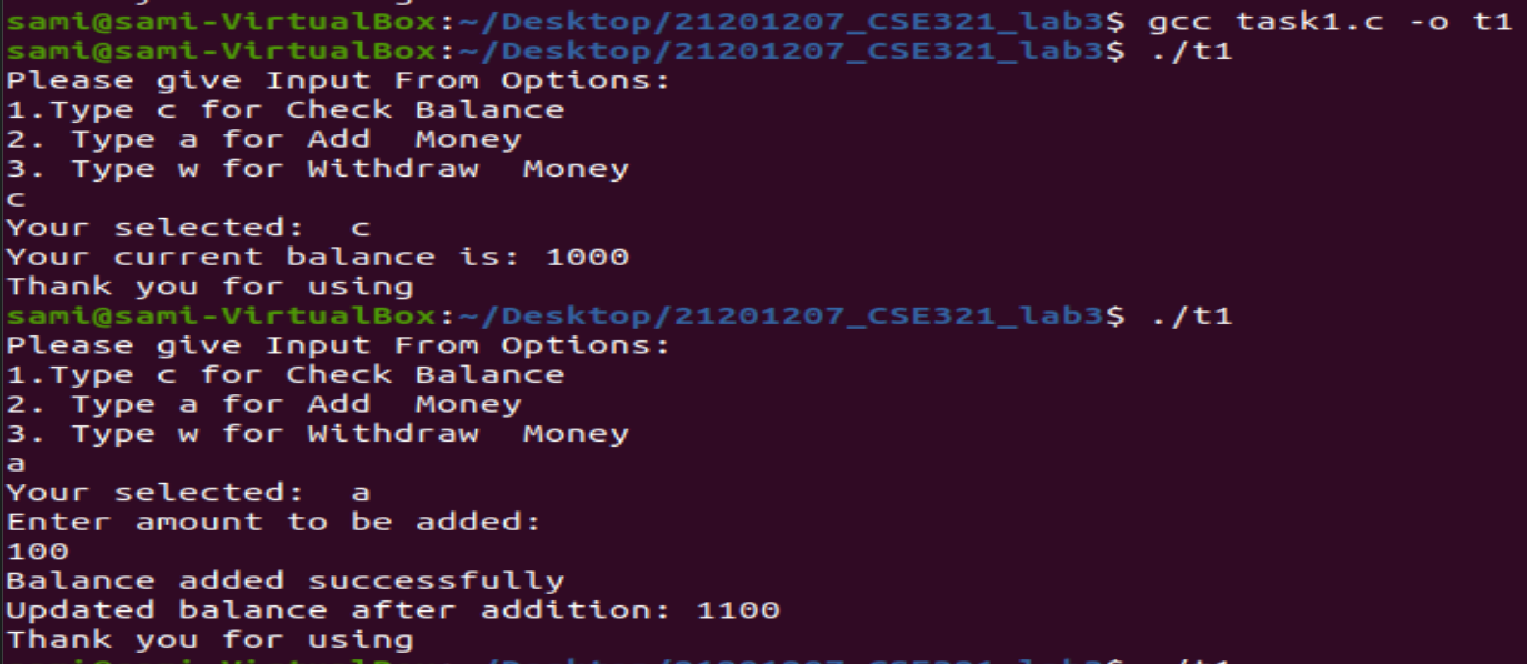 sami@sami-VirtualBox:~/Desktop/21201207_CSE321_lab3$ gcc task1.c -o t1
sami@sami-VirtualBox:~/Desktop/21201207_CSE321_lab3$ ./t1
Please give Input From Options:
1.Type c for Check Balance
2. Type a for Add  Money
3. Type w for Withdraw  Money
c
Your selected:  c
Your current balance is: 1000
Thank you for using
sami@sami-VirtualBox:~/Desktop/21201207_CSE321_lab3$ ./t1
Please give Input From Options:
1.Type c for Check Balance
2. Type a for Add  Money
3. Type w for Withdraw  Money
a
Your selected:  a
Enter amount to be added:
100
Balance added successfully
Updated balance after addition: 1100
Thank you for using